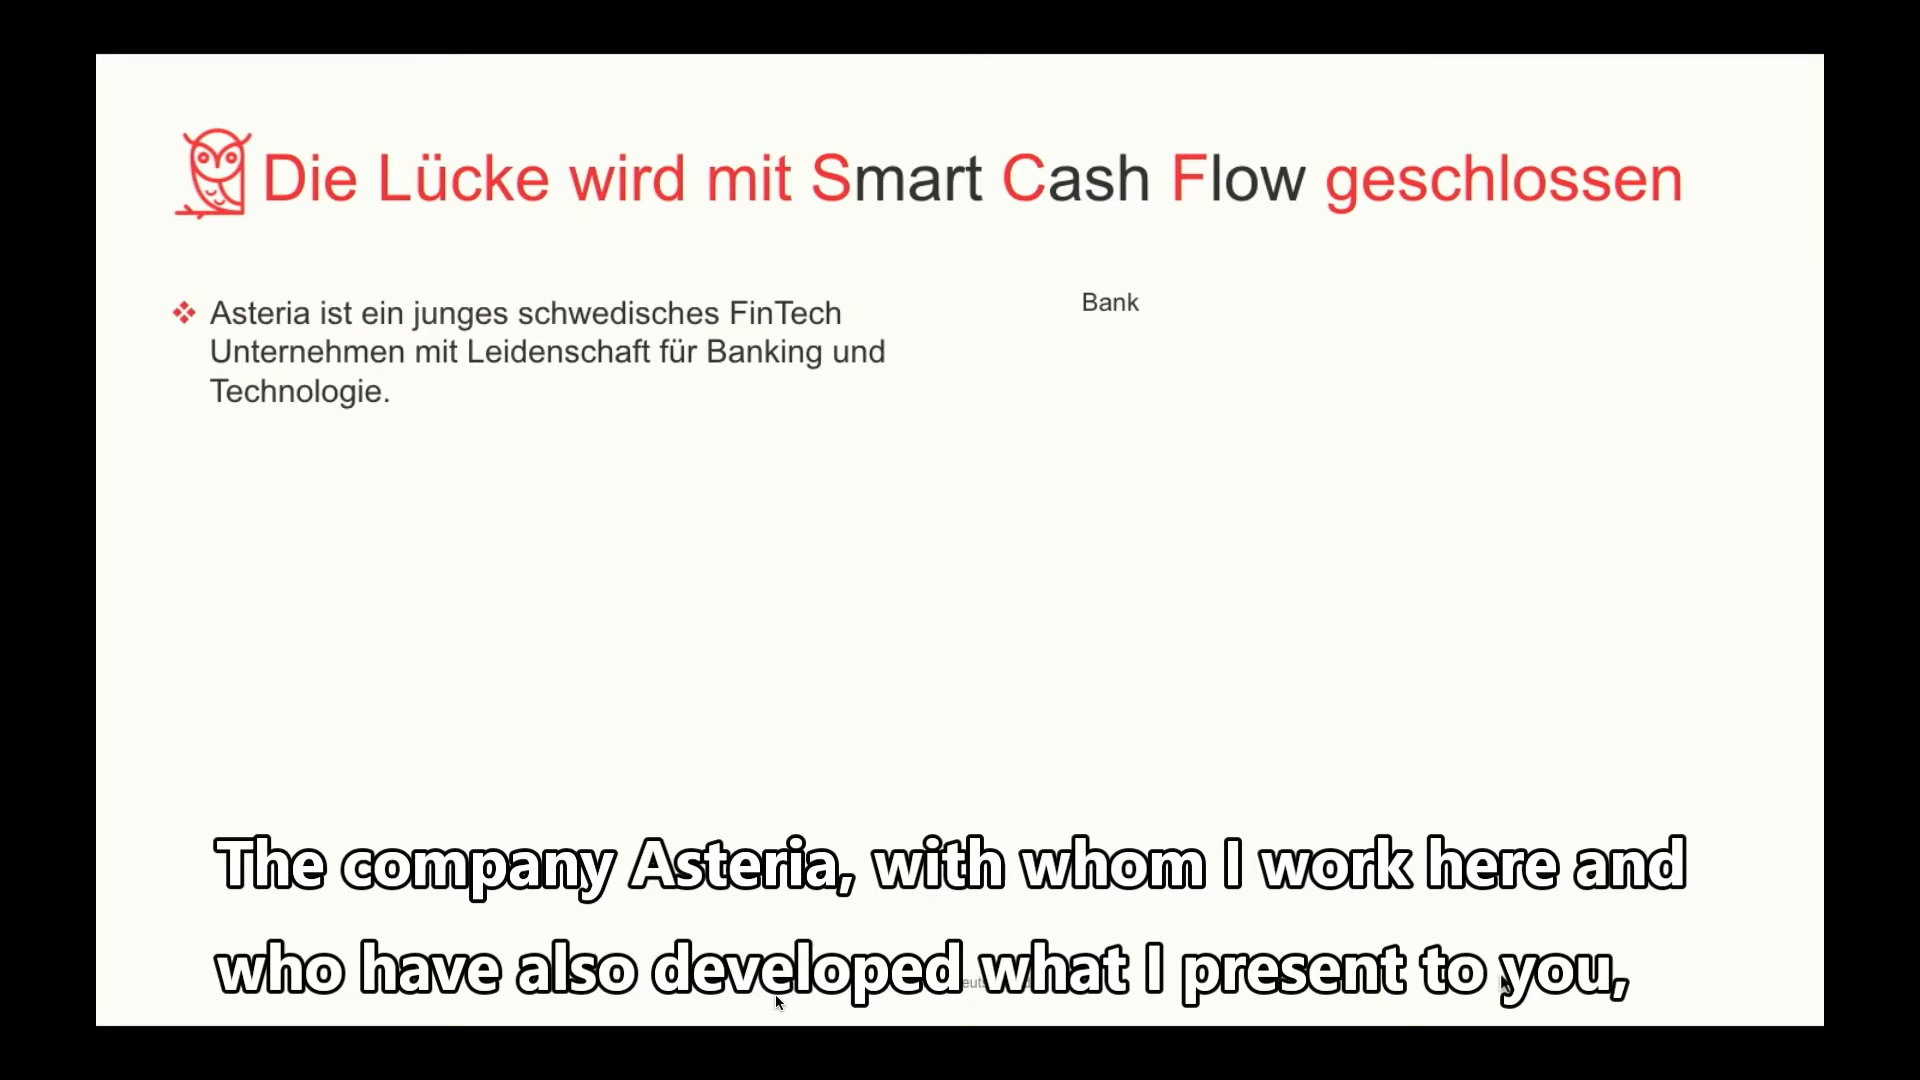 Die Lücke wird mit Smart Cash Flow geschlossen
Asteria ist ein junges schwedisches FinTech
Unternehmen mit Leidenschaft für Banking und
Technologie.
Bank
The company Asteria, with whom I work here and
who have also developed what I present to you,